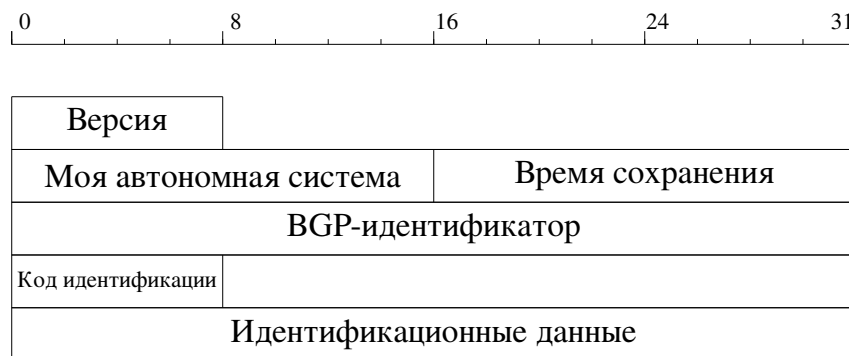 0 8 16 24 31
Версия
Моя автономная система Время сохранения
BGP-идентификатор
Код идентификации
Идентификационные данные